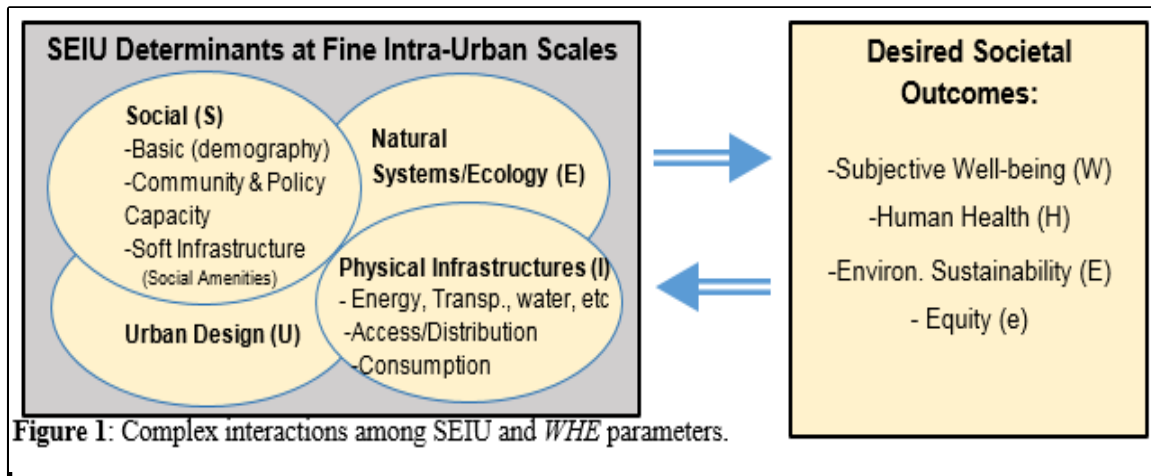 SEIU Determinants at Fine Intra-Urban Scales
Social (S)
-Basic (demography)
-Community & Policy
Capacity
-Soft Infrastructure
(Social Amenities)
Natural
Systems/Ecology (E)
Physical Infrastructures (I)
- Energy, Transp., water, etc
-Access/Distribution
-Consumption
Urban Design (U)
Desired Societal
Outcomes:
-Subjective Well-being (W)
-Human Health (H)
-Environ. Sustainability (E)
- Equity (e)
Figure 1: Complex interactions among SEIU and WHE parameters.